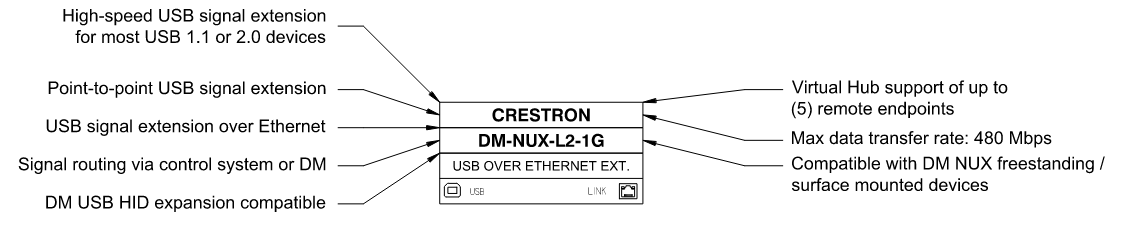 High-speed USB signal extension
for most USB 1.1 or 2.0 devices
Point-to-point USB signal extension
USB signal extension over Ethernet
Signal routing via control system or DM
DM USB HID expansion compatible
CRESTRON
DM-NUX-L2-1G
USB OVER ETHERNET EXT.
USB LINK
Virtual Hub support of up to
(5) remote endpoints
Max data transfer rate: 480 Mbps
Compatible with DM NUX freestanding /
surface mounted devices